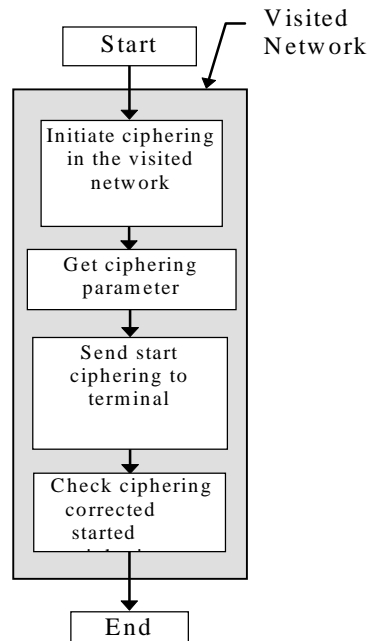 Start
Visited
Network
Initiate ciphering
in the visited
network
Get ciphering
parameter
Send start
ciphering to
terminal
Check ciphering
corrected
started
End